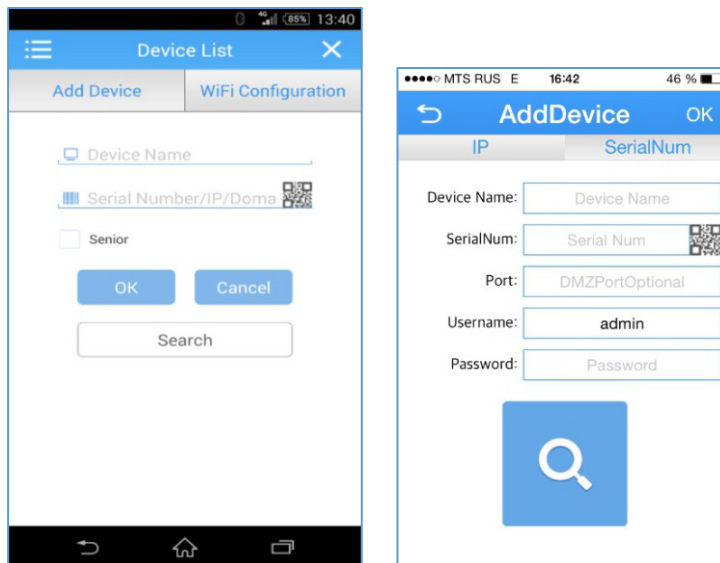 4G 85% 13:40
Device List
Add Device WiFi Configuration
Device Name
Serial Number/IP/Doma
Senior
OK Cancel
Search
MTS RUS E 16:42 46 %
AddDevice OK
IP SerialNum
Device Name: Device Name
SerialNum: Serial Num
Port: DMZPortOptional
Username: admin
Password: Password